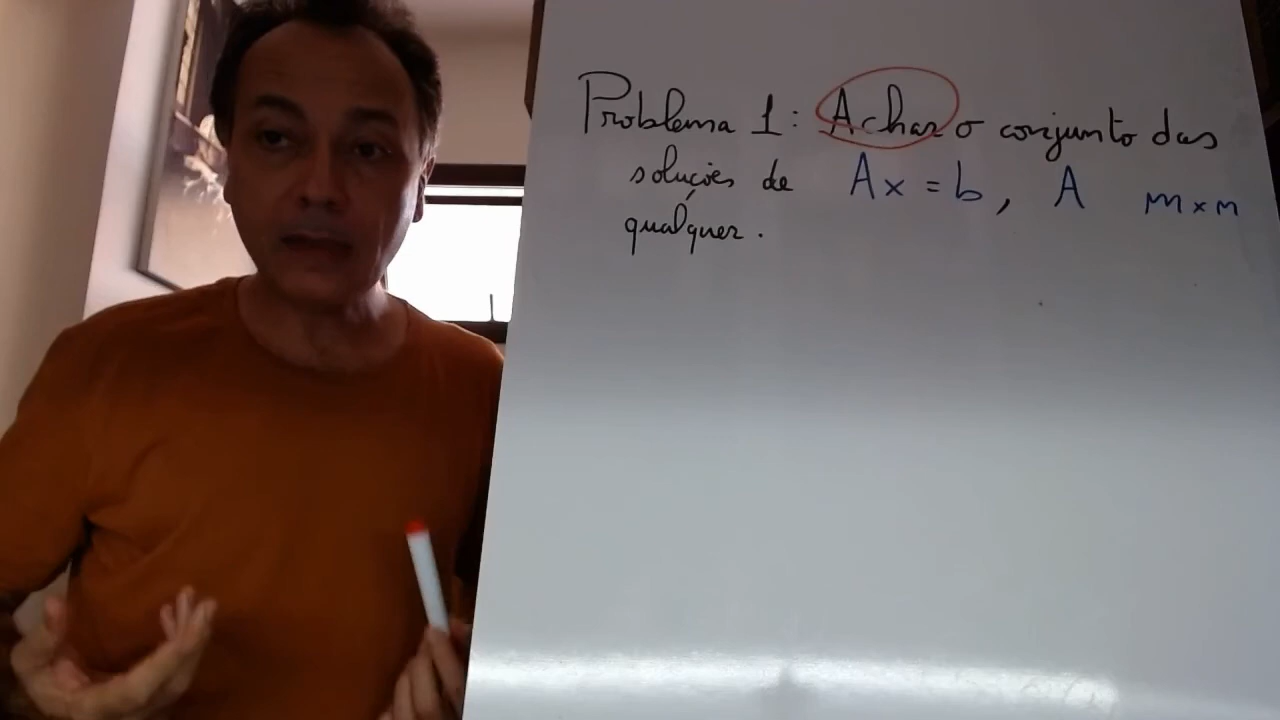 Problema 1: Achar o conjunto das
soluções de Ax = b, A m×n
qualquer.